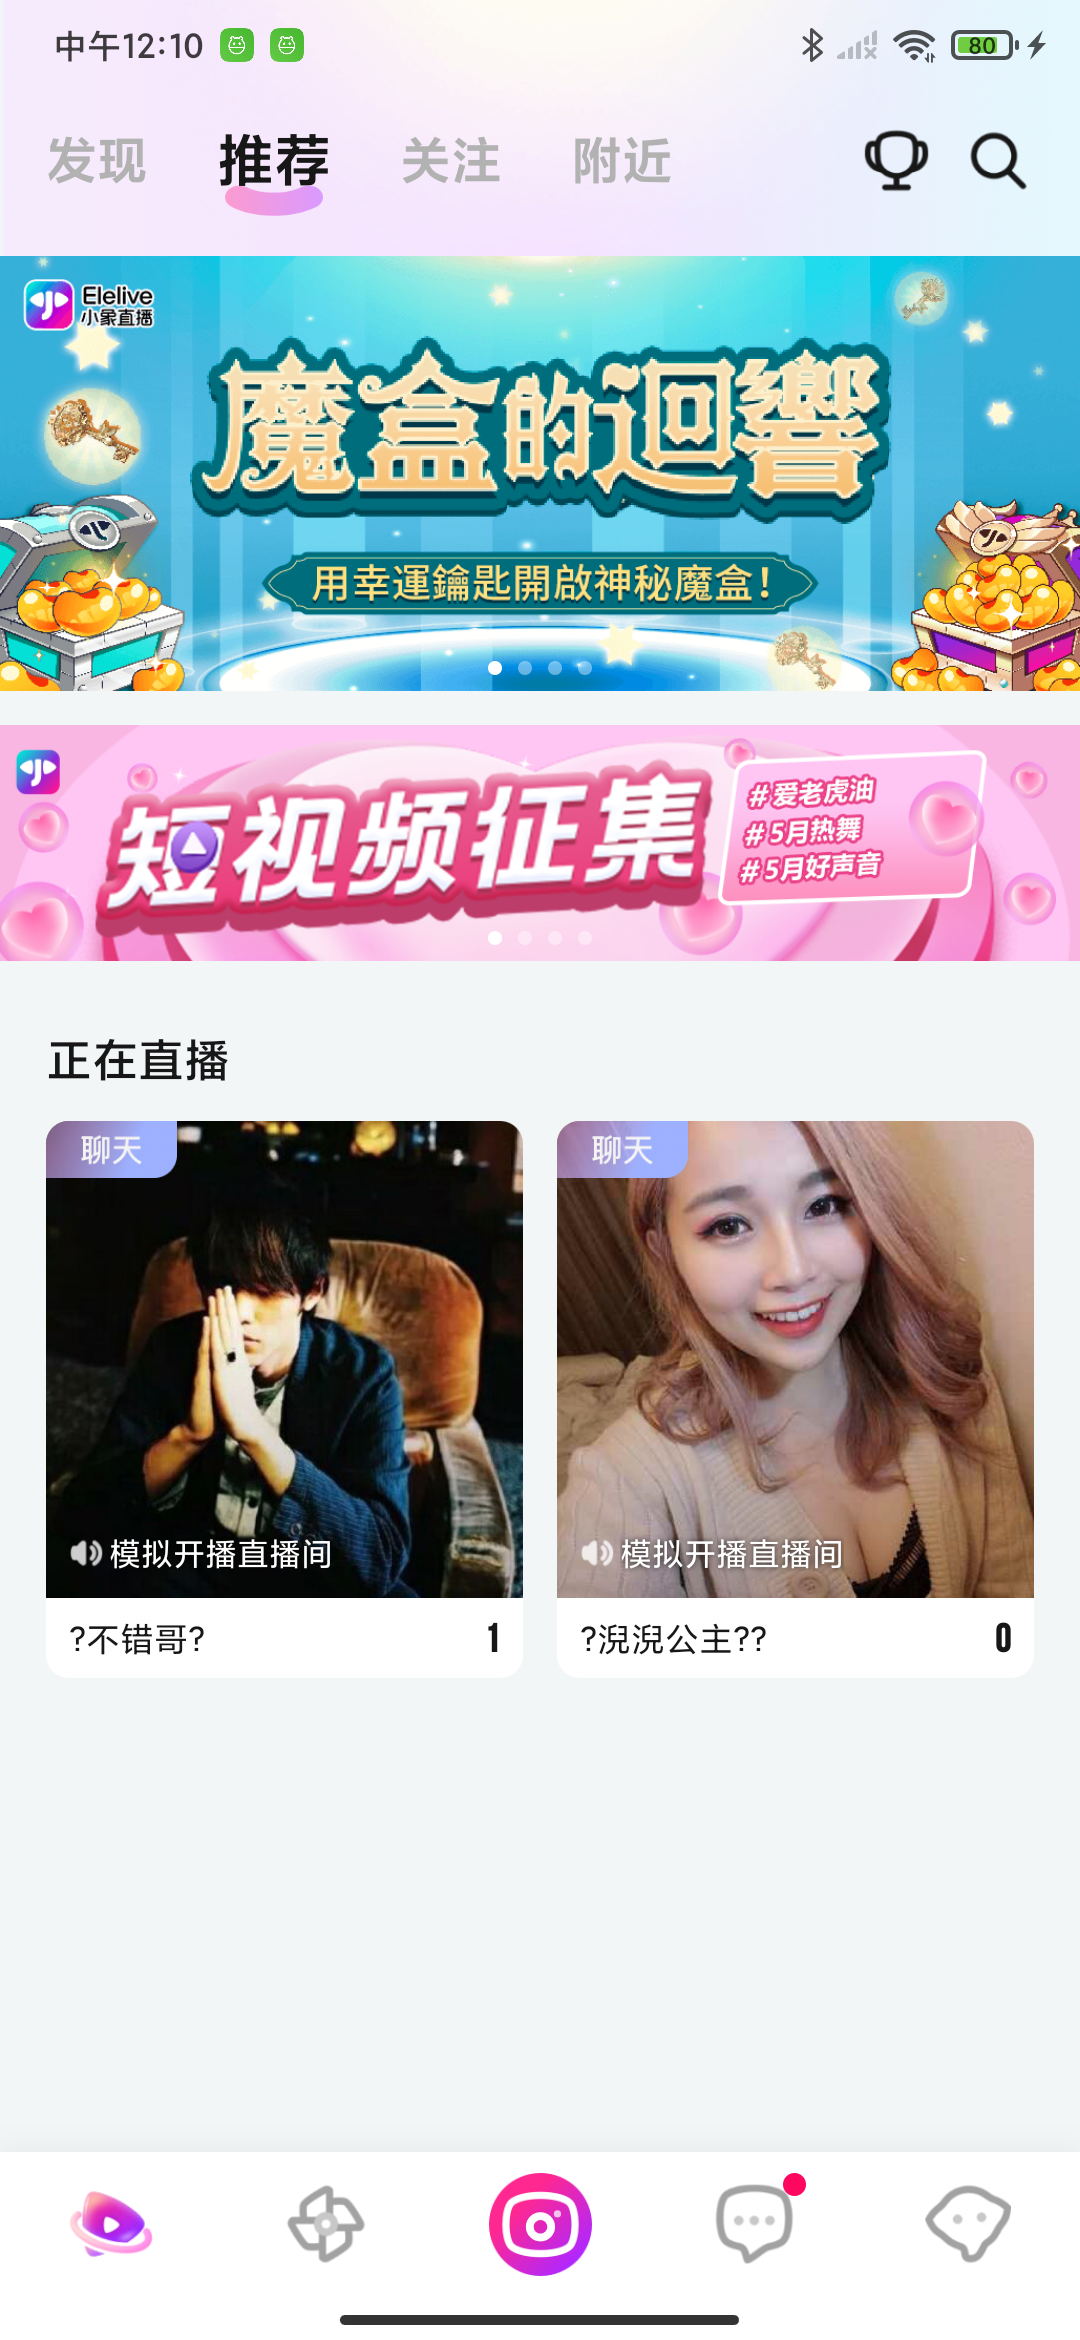 中午12:10
80
发现 推荐 关注 附近
Elelive
小象直播
魔盒的迴響
用幸運鑰匙開啟神秘魔盒!
短视频征集
#爱老虎油
#5月热舞
#5月好声音
正在直播
聊天
模拟开播直播间
?不错哥? 1
聊天
模拟开播直播间
?淣淣公主?? 0